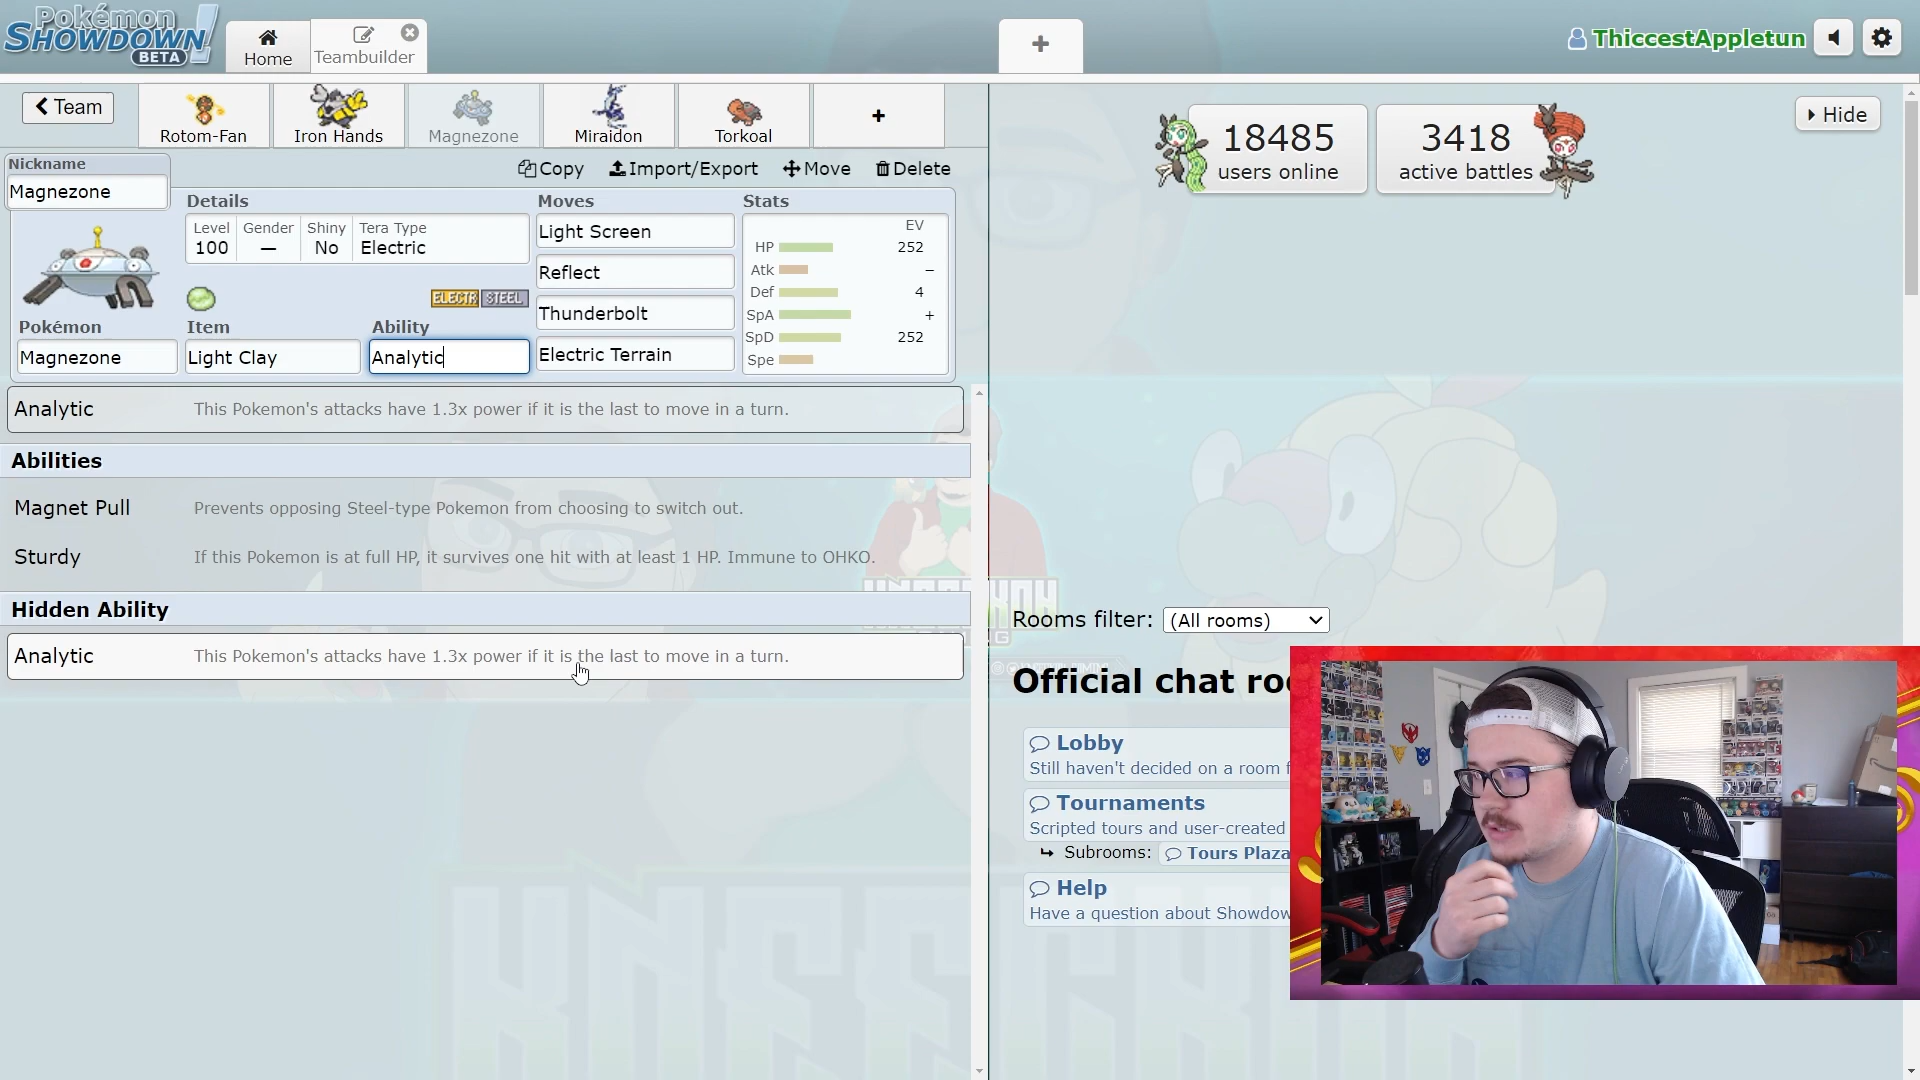 Pokémon
SHOWDOWN!
BETA
Home
Teambuilder
+
ThiccestAppletun
Team
Rotom-Fan
Iron Hands
Magnezone
Miraidon
Torkoal
+
18485
users online
3418
active battles
Hide
Nickname
Magnezone
Copy
Import/Export
Move
Delete
Details
Level
100
Gender
—
Shiny
No
Tera Type
Electric
ELECTR STEEL
Pokémon
Magnezone
Item
Light Clay
Ability
Analytic
Moves
Light Screen
Reflect
Thunderbolt
Electric Terrain
Stats
EV
HP 252
Atk –
Def 4
SpA +
SpD 252
Spe
Analytic This Pokemon's attacks have 1.3x power if it is the last to move in a turn.
Abilities
Magnet Pull Prevents opposing Steel-type Pokemon from choosing to switch out.
Sturdy If this Pokemon is at full HP, it survives one hit with at least 1 HP. Immune to OHKO.
Hidden Ability
Analytic This Pokemon's attacks have 1.3x power if it is the last to move in a turn.
Rooms filter: (All rooms)
Official chat roo
Lobby
Still haven't decided on a room f
Tournaments
Scripted tours and user-created
Subrooms: Tours Plaza
Help
Have a question about Showdow